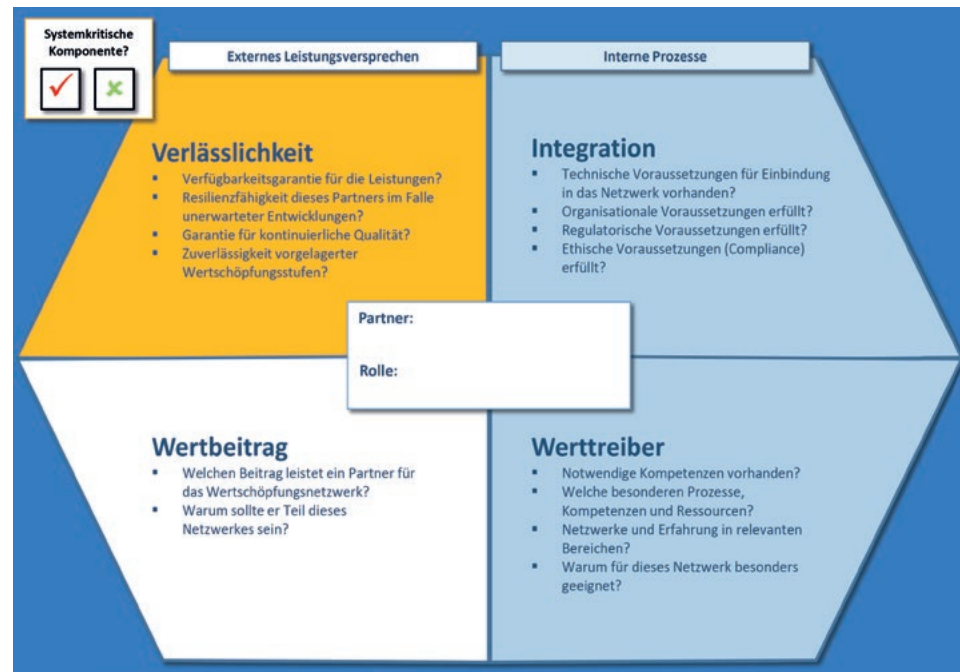 Systemkritische
Komponente?
Externes Leistungsversprechen
Interne Prozesse
Verlässlichkeit
▪ Verfügbarkeitsgarantie für die Leistungen?
▪ Resilienzfähigkeit dieses Partners im Falle
unerwarteter Entwicklungen?
▪ Garantie für kontinuierliche Qualität?
▪ Zuverlässigkeit vorgelagerter
Wertschöpfungsstufen?
Integration
▪ Technische Voraussetzungen für Einbindung
in das Netzwerk vorhanden?
▪ Organisationale Voraussetzungen erfüllt?
▪ Regulatorische Voraussetzungen erfüllt?
▪ Ethische Voraussetzungen (Compliance)
erfüllt?
Partner:
Rolle:
Wertbeitrag
▪ Welchen Beitrag leistet ein Partner für
das Wertschöpfungsnetzwerk?
▪ Warum sollte er Teil dieses
Netzwerkes sein?
Werttreiber
▪ Notwendige Kompetenzen vorhanden?
▪ Welche besonderen Prozesse,
Kompetenzen und Ressourcen?
▪ Netzwerke und Erfahrung in relevanten
Bereichen?
▪ Warum für dieses Netzwerk besonders
geeignet?